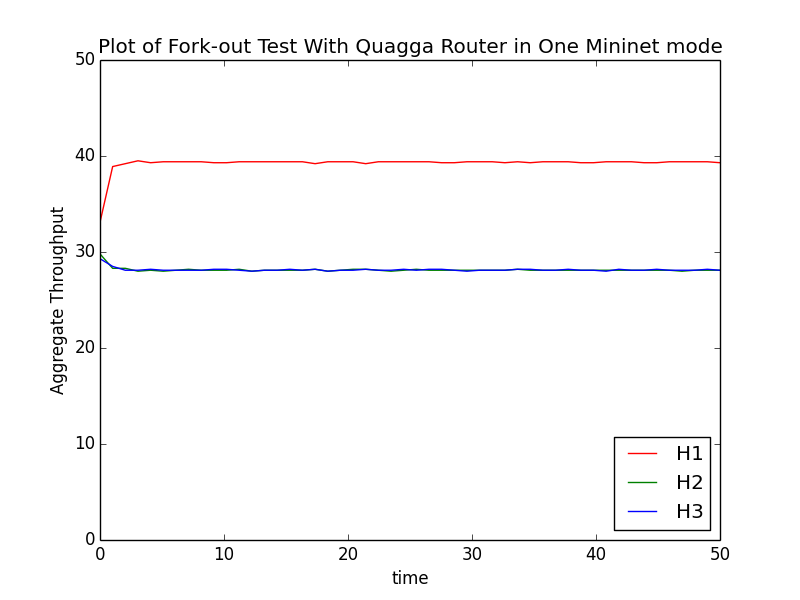 Plot of Fork-out Test With Quagga Router in One Mininet mode
50
40
30
20
10
0
Aggregate Throughput
H1
H2
H3
0 10 20 30 40 50
time